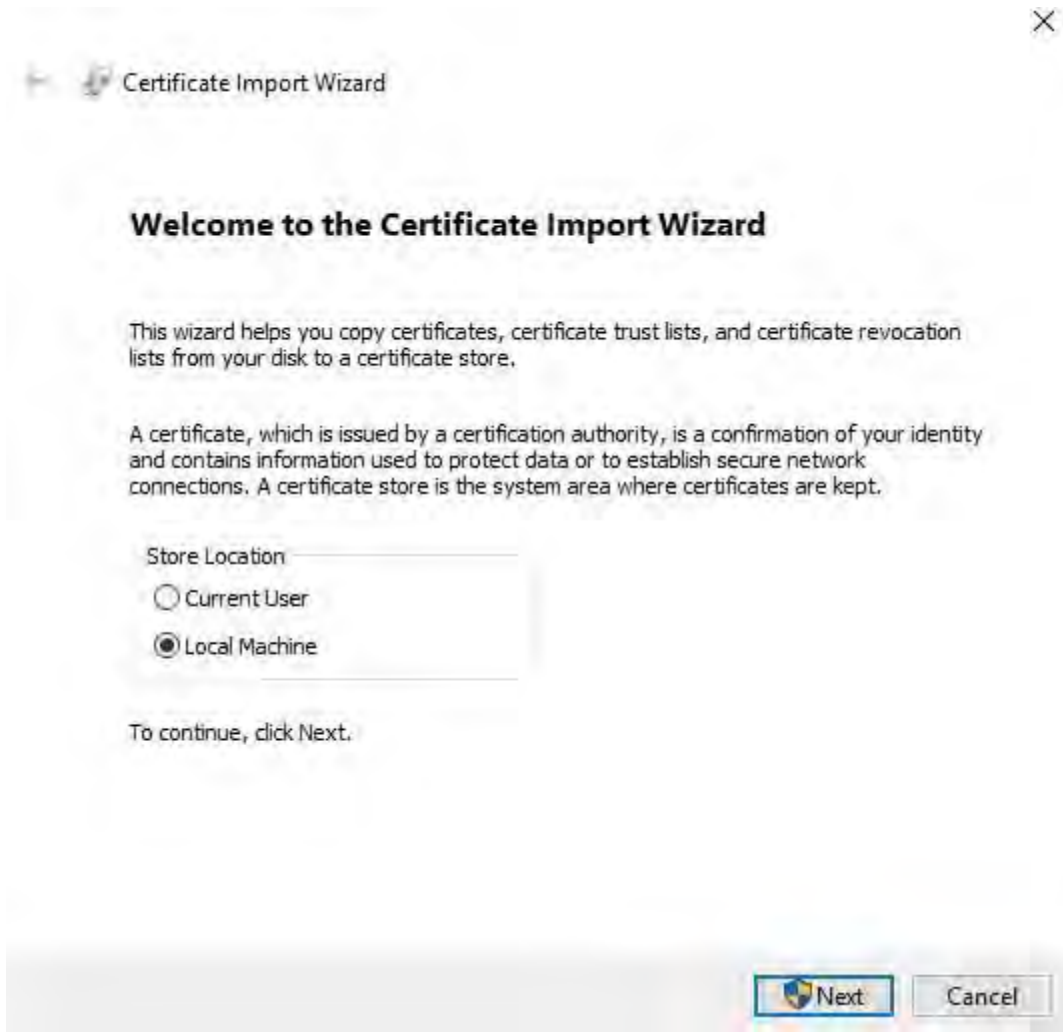 Certificate Import Wizard
Welcome to the Certificate Import Wizard
This wizard helps you copy certificates, certificate trust lists, and certificate revocation
lists from your disk to a certificate store.
A certificate, which is issued by a certification authority, is a confirmation of your identity
and contains information used to protect data or to establish secure network
connections. A certificate store is the system area where certificates are kept.
Store Location
Current User
Local Machine
To continue, click Next.
Next
Cancel